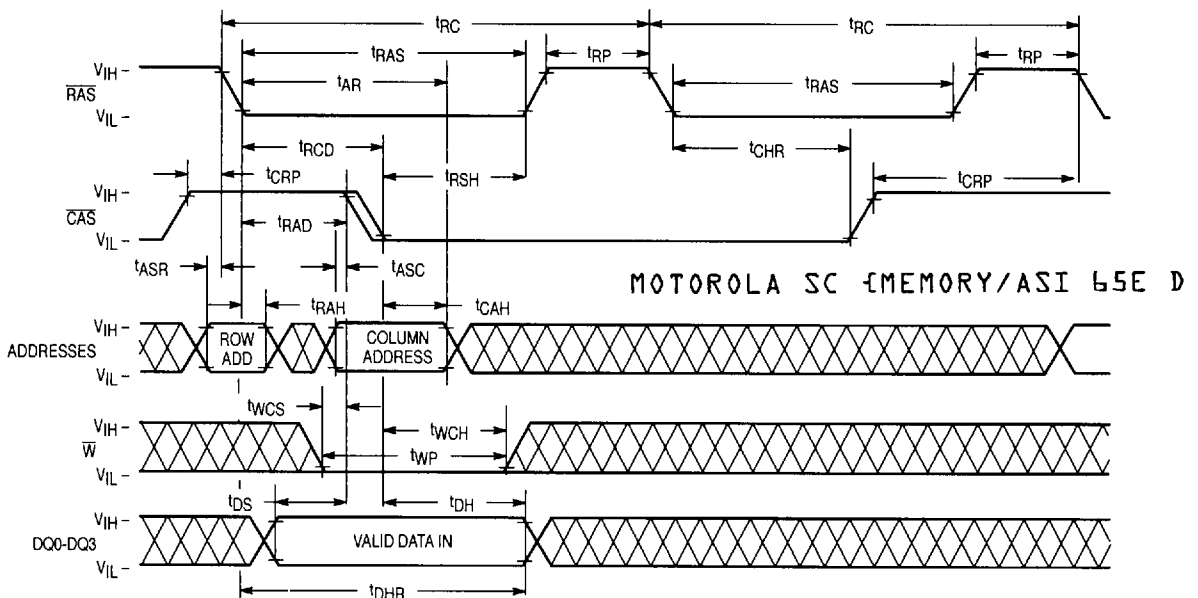 tRC tRC
tRAS tRP tRP
VIH
tAR tRAS
RAS
VIL
tRCD tCHR
tCRP tRSH tCRP
VIH
CAS tRAD
VIL
tASR tASC
MOTOROLA SC {MEMORY/ASI 65E D
tRAH tCAH
VIH
ADDRESSES ROW ADD COLUMN ADDRESS
VIL
tWCS
VIH tWCH
W
tWP
VIL
tDS tDH
VIH
DQ0-DQ3 VALID DATA IN
VIL
tDHR